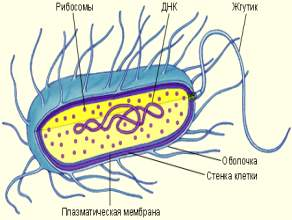 Рибосомы
ДНК
Жгутик
Оболочка
Стенка клетки
Плазматическая мембрана